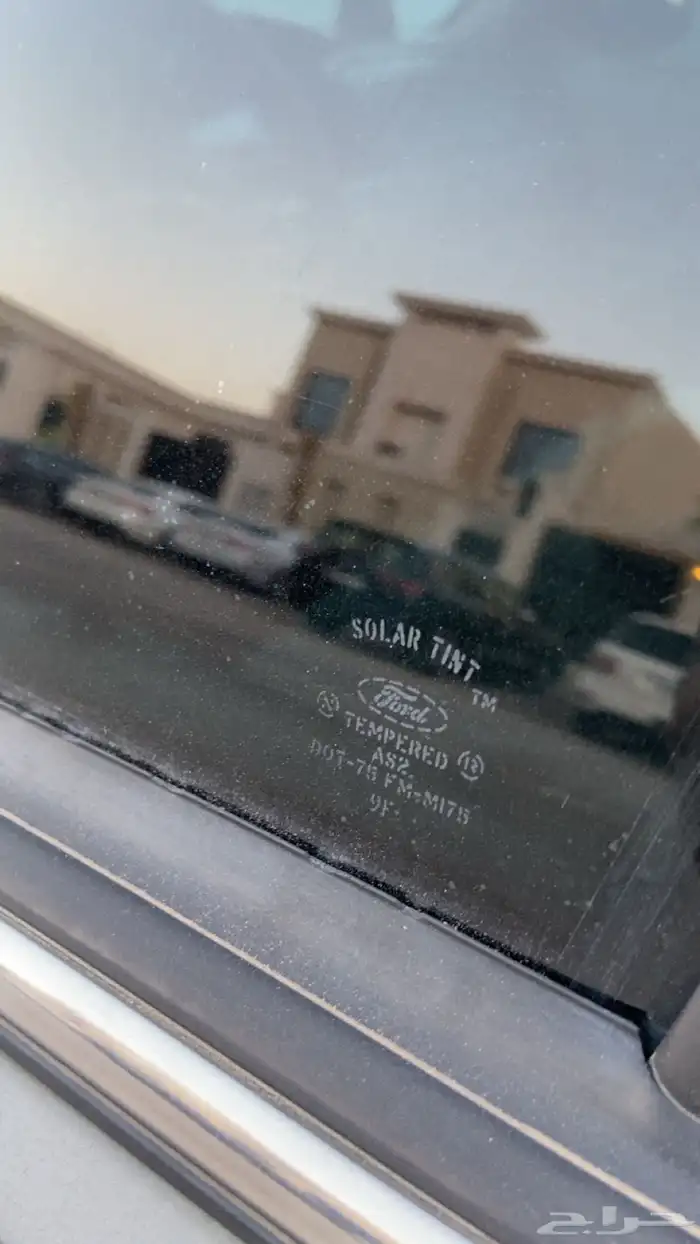 SOLAR TINT
TM
Ford
TEMPERED
AS2
DOT-75 FM-M175
9F
حراج